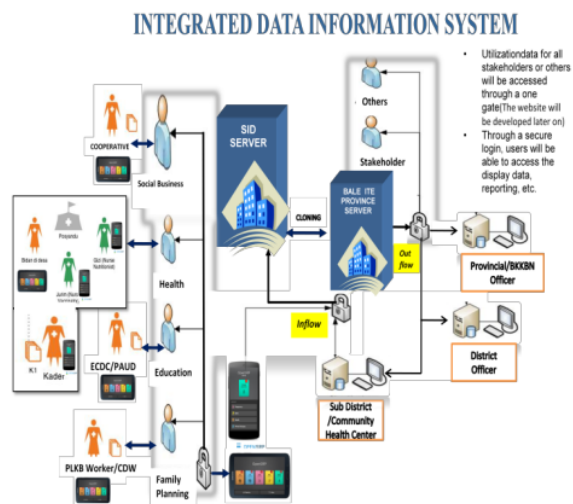 INTEGRATED DATA INFORMATION SYSTEM
• Utilizationdata for all
stakeholders or others
will be accessed
through a one
gate(The website will
be developed later on)
• Through a secure
login, users will be
able to access the
display data,
reporting, etc.
COOPERATIVE
Social Business
SID
SERVER
Others
Stakeholder
CLONING
BALE ITE
PROVINCE
SERVER
Out
flow
Provincial/BKKBN
Officer
Posyandu
Bidan di desa
Health
Inflow
K1
Kader
ECDC/PAUD
Education
District
Officer
Sub District
/Community
Health Center
PLKB Worker/CDW
Family
Planning